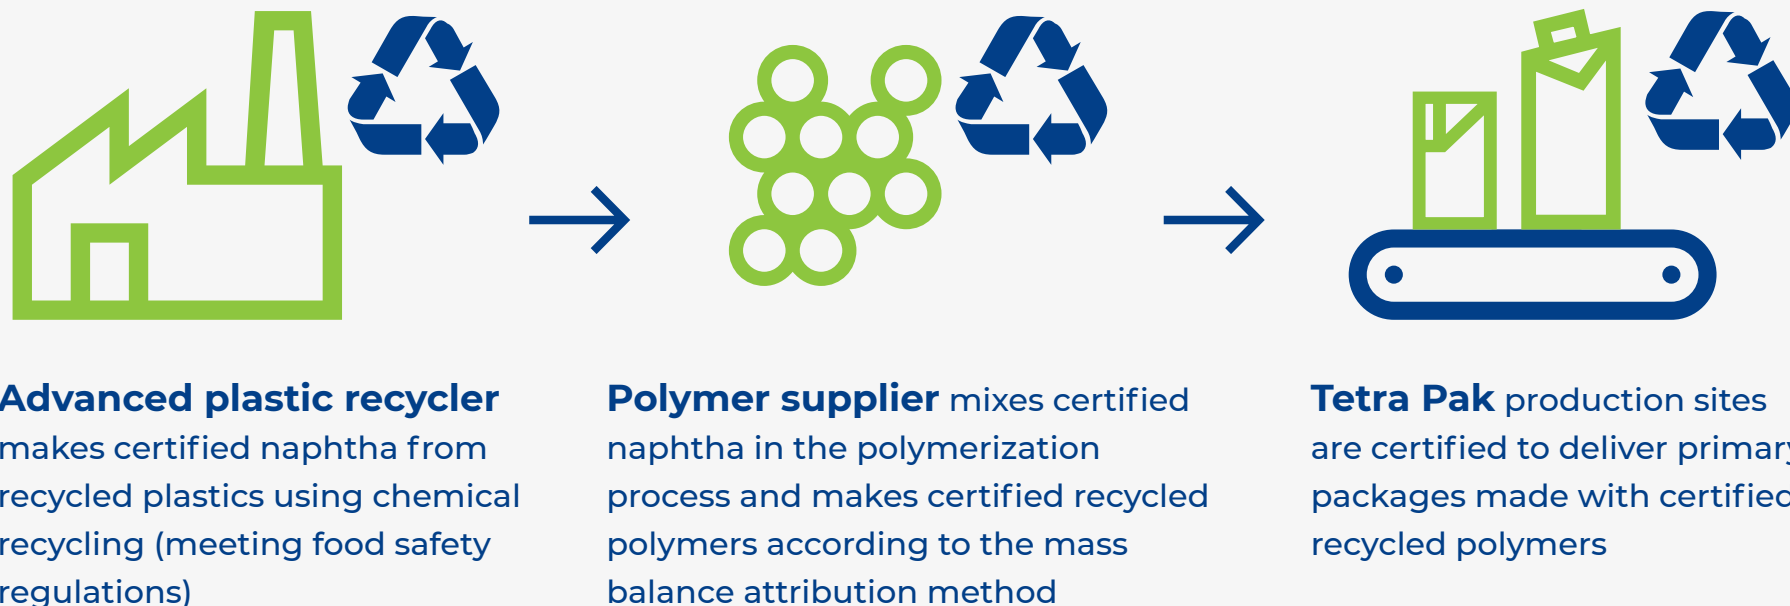 Advanced plastic recycler
makes certified naphtha from
recycled plastics using chemical
recycling (meeting food safety
regulations)
Polymer supplier mixes certified
naphtha in the polymerization
process and makes certified recycled
polymers according to the mass
balance attribution method
Tetra Pak production sites
are certified to deliver primary
packages made with certified
recycled polymers